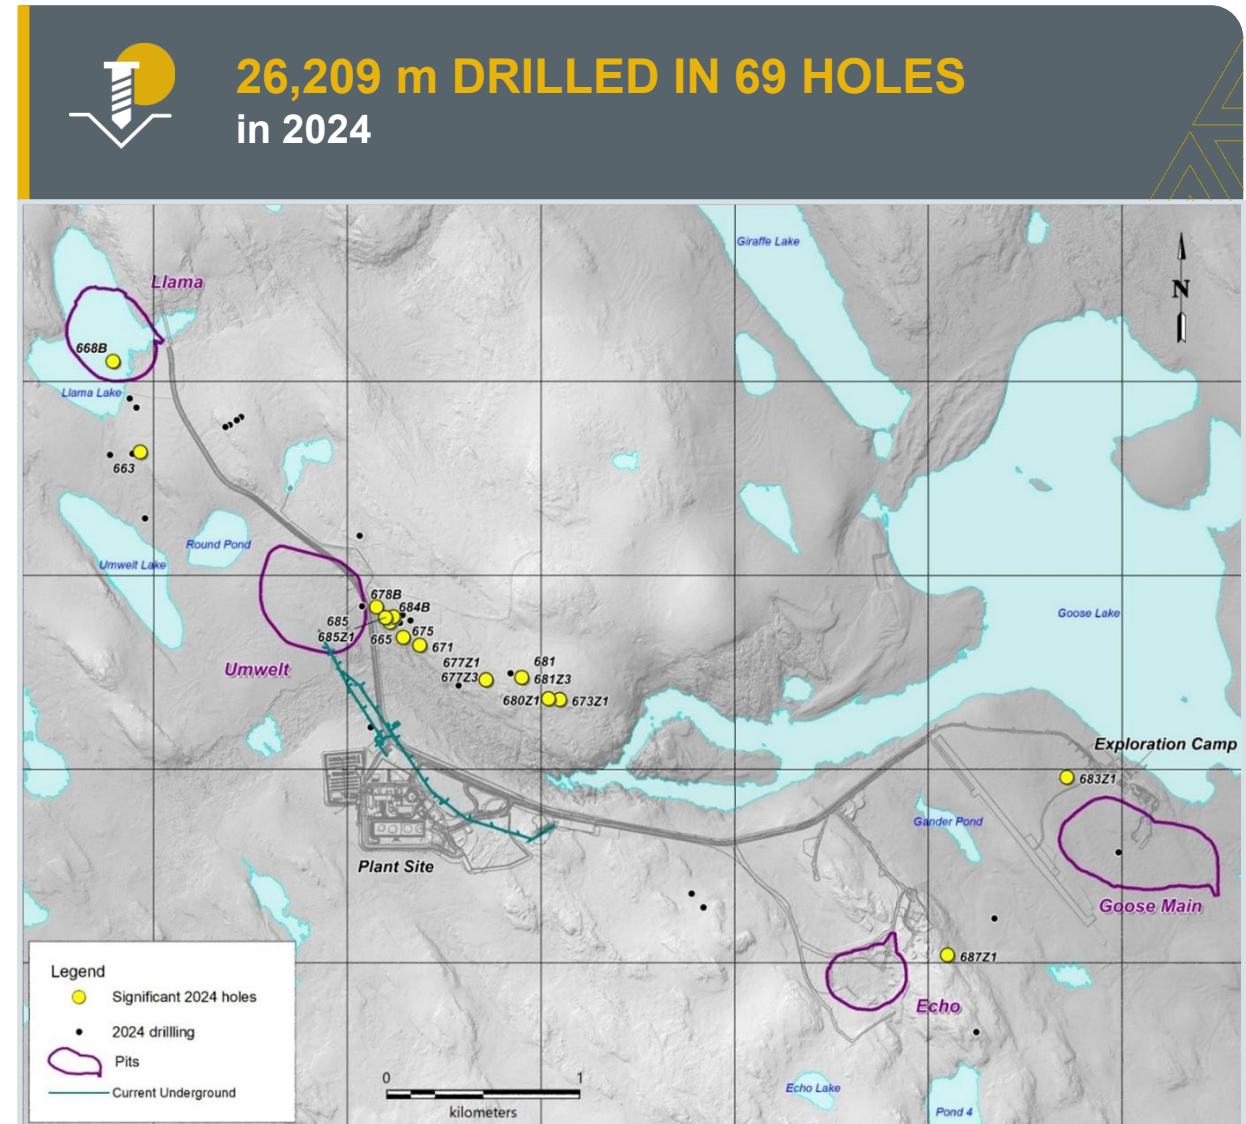 26,209 m DRILLED IN 69 HOLES
in 2024
Giraffe Lake
Llama
N
668B
Llama Lake
663
Round Pond
Umwelt Lake
678B
684B
685
685Z1
665
675
671
Umwelt
677Z1
677Z3
681
681Z3
680Z1
673Z1
Goose Lake
Exploration Camp
683Z1
Gander Pond
Plant Site
Goose Main
687Z1
Echo
Legend
Significant 2024 holes
2024 drillling
Pits
Current Underground
0 1
kilometers
Echo Lake
Pond 4